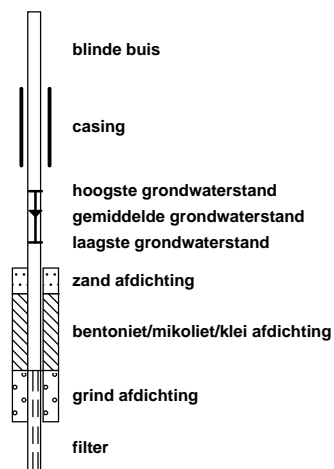 blinde buis
casing
hoogste grondwaterstand
gemiddelde grondwaterstand
laagste grondwaterstand
zand afdichting
bentoniet/mikoliet/klei afdichting
grind afdichting
filter